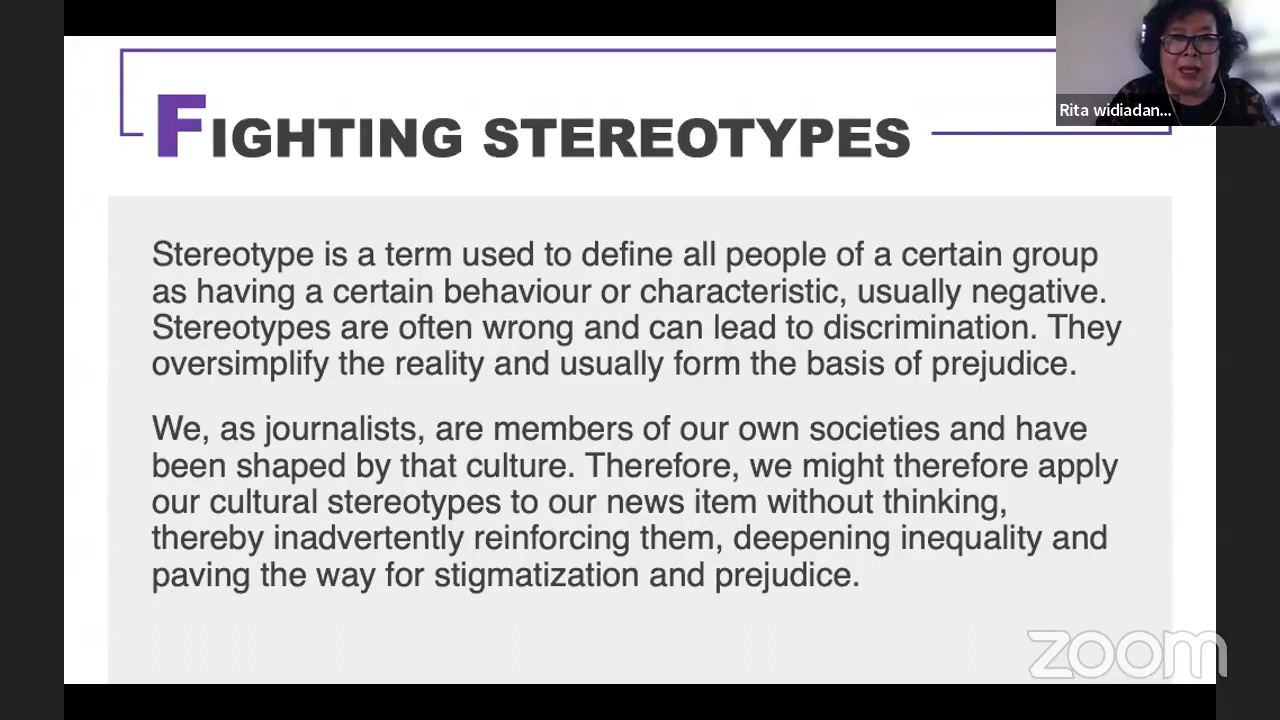 Rita widiadan...
FIGHTING STEREOTYPES
Stereotype is a term used to define all people of a certain group
as having a certain behaviour or characteristic, usually negative.
Stereotypes are often wrong and can lead to discrimination. They
oversimplify the reality and usually form the basis of prejudice.
We, as journalists, are members of our own societies and have
been shaped by that culture. Therefore, we might therefore apply
our cultural stereotypes to our news item without thinking,
thereby inadvertently reinforcing them, deepening inequality and
paving the way for stigmatization and prejudice.
zoom